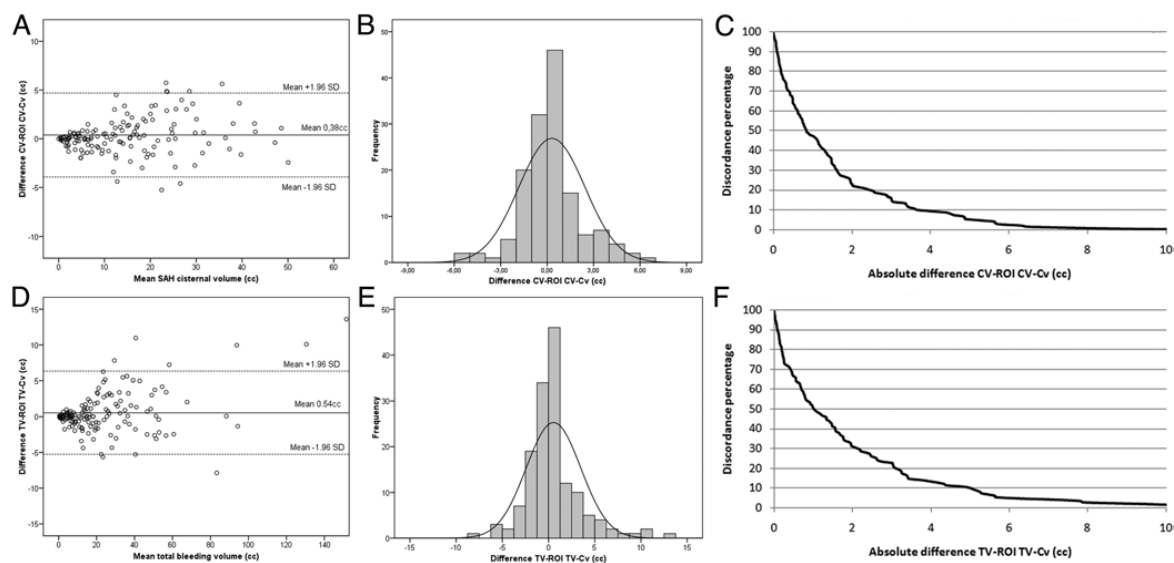 A
10
5
0
-5
-10
Difference CV-ROI CV-Cv (cc)
Mean +1.96 SD
Mean 0,38cc
Mean -1.96 SD
0 10 20 30 40 50 60
Mean SAH cisternal volume (cc)
B
50
40
30
20
10
0
Frequency
-9,00 -6,00 -3,00 0,00 3,00 6,00 9,00
Difference CV-ROI CV-Cv (cc)
C
100
90
80
70
60
50
40
30
20
10
0
Discordance percentage
0 2 4 6 8 10
Absolute difference CV-ROI CV-Cv (cc)
D
15
10
5
0
-5
-10
-15
Difference TV-ROI TV-Cv (cc)
Mean +1.96 SD
Mean 0.54cc
Mean -1.96 SD
0 20 40 60 80 100 120 140
Mean total bleeding volume (cc)
E
50
40
30
20
10
0
Frequency
-15 -10 -5 0 5 10 15
Difference TV-ROI TV-Cv (cc)
F
100
90
80
70
60
50
40
30
20
10
0
Discordance percentage
0 2 4 6 8 10
Absolute difference TV-ROI TV-Cv (cc)